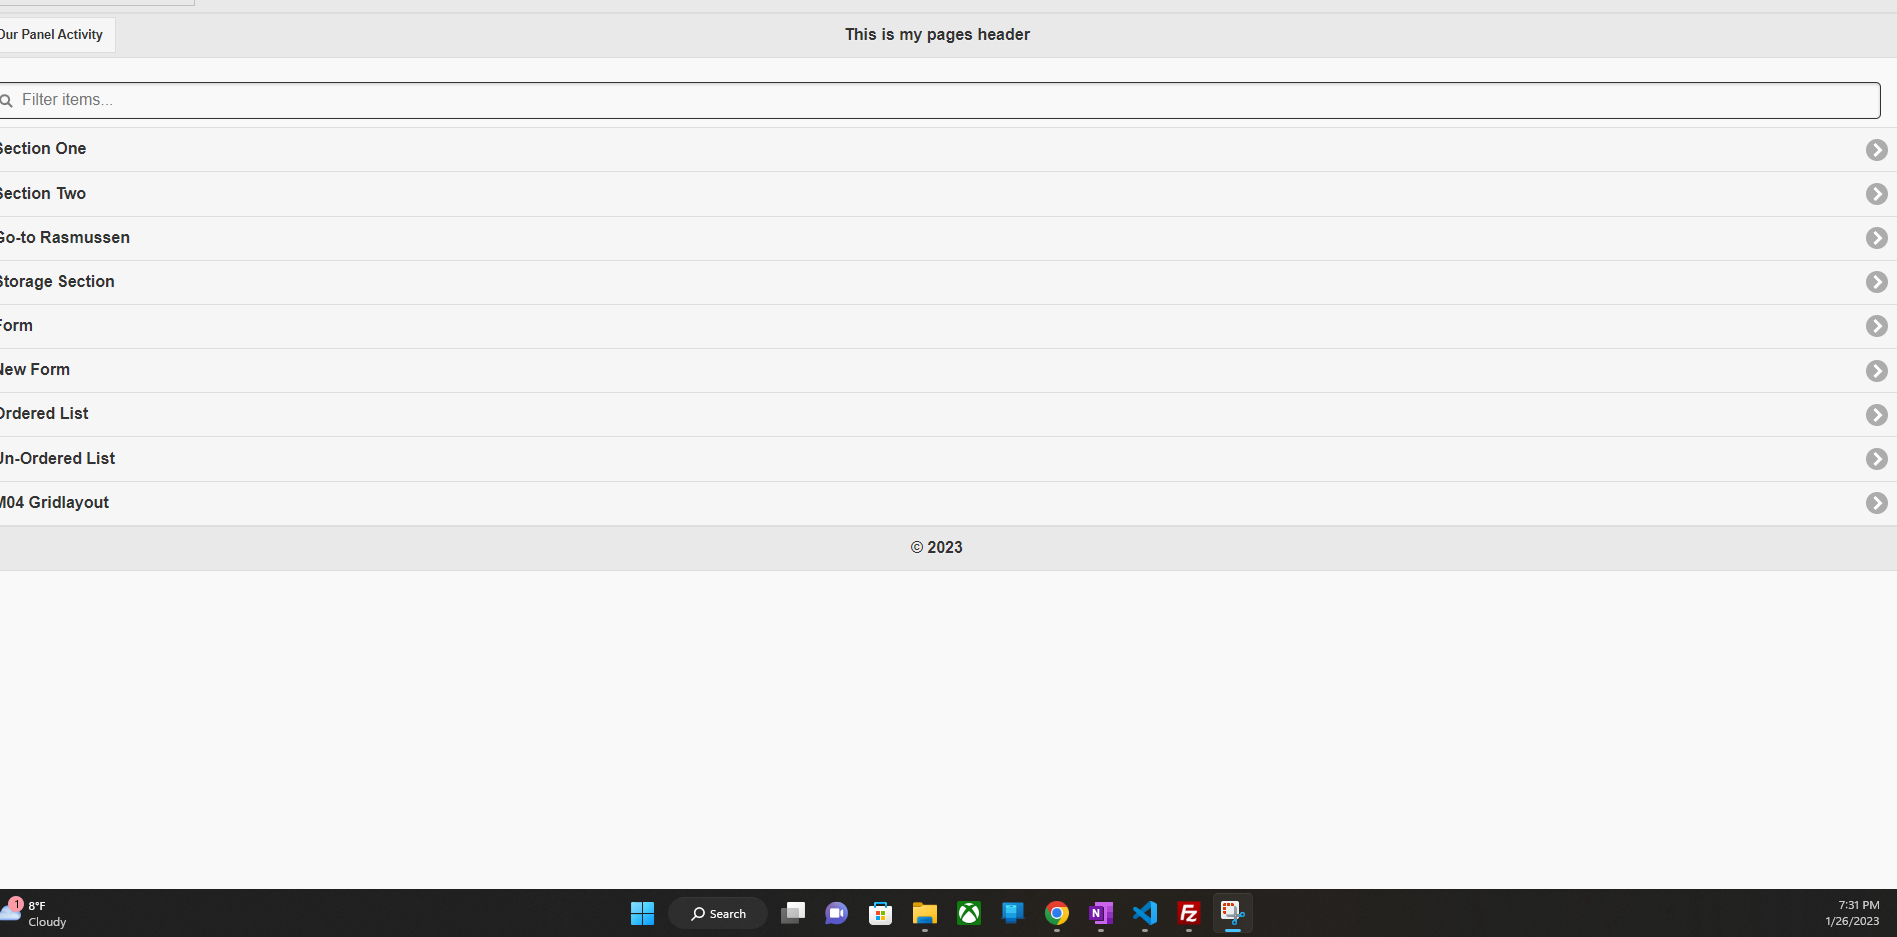 Our Panel Activity
This is my pages header
Filter items...
Section One
Section Two
Go-to Rasmussen
Storage Section
Form
New Form
Ordered List
Un-Ordered List
M04 Gridlayout
© 2023
1
8°F
Cloudy
Search
N
Fz
7:31 PM
1/26/2023